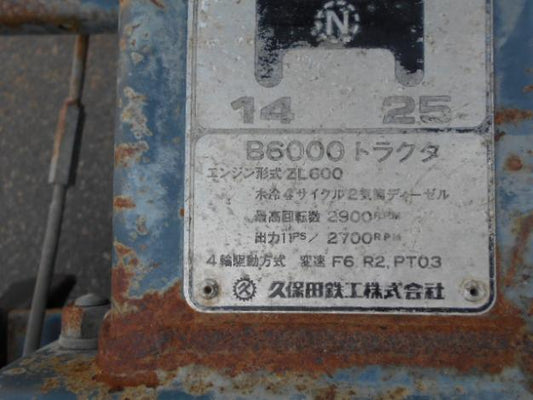 N
14 25
B6000トラクタ
エンジン形式 ZL600
水冷4サイクル2気筒ディーゼル
最高回転数 2900RPM
出力11PS/2700RPM
4輪駆動方式 変速 F6 R2, PTO3
久保田鉄工株式会社